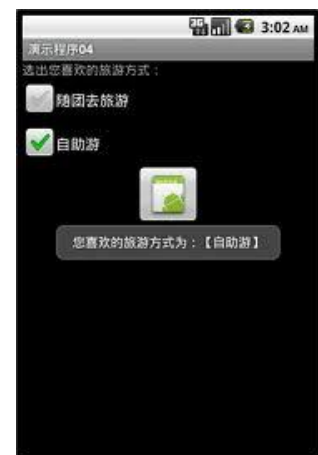 3G
3:02 AM
演示程序04
选出您喜欢的旅游方式：
随团去旅游
自助游
您喜欢的旅游方式为：【自助游】